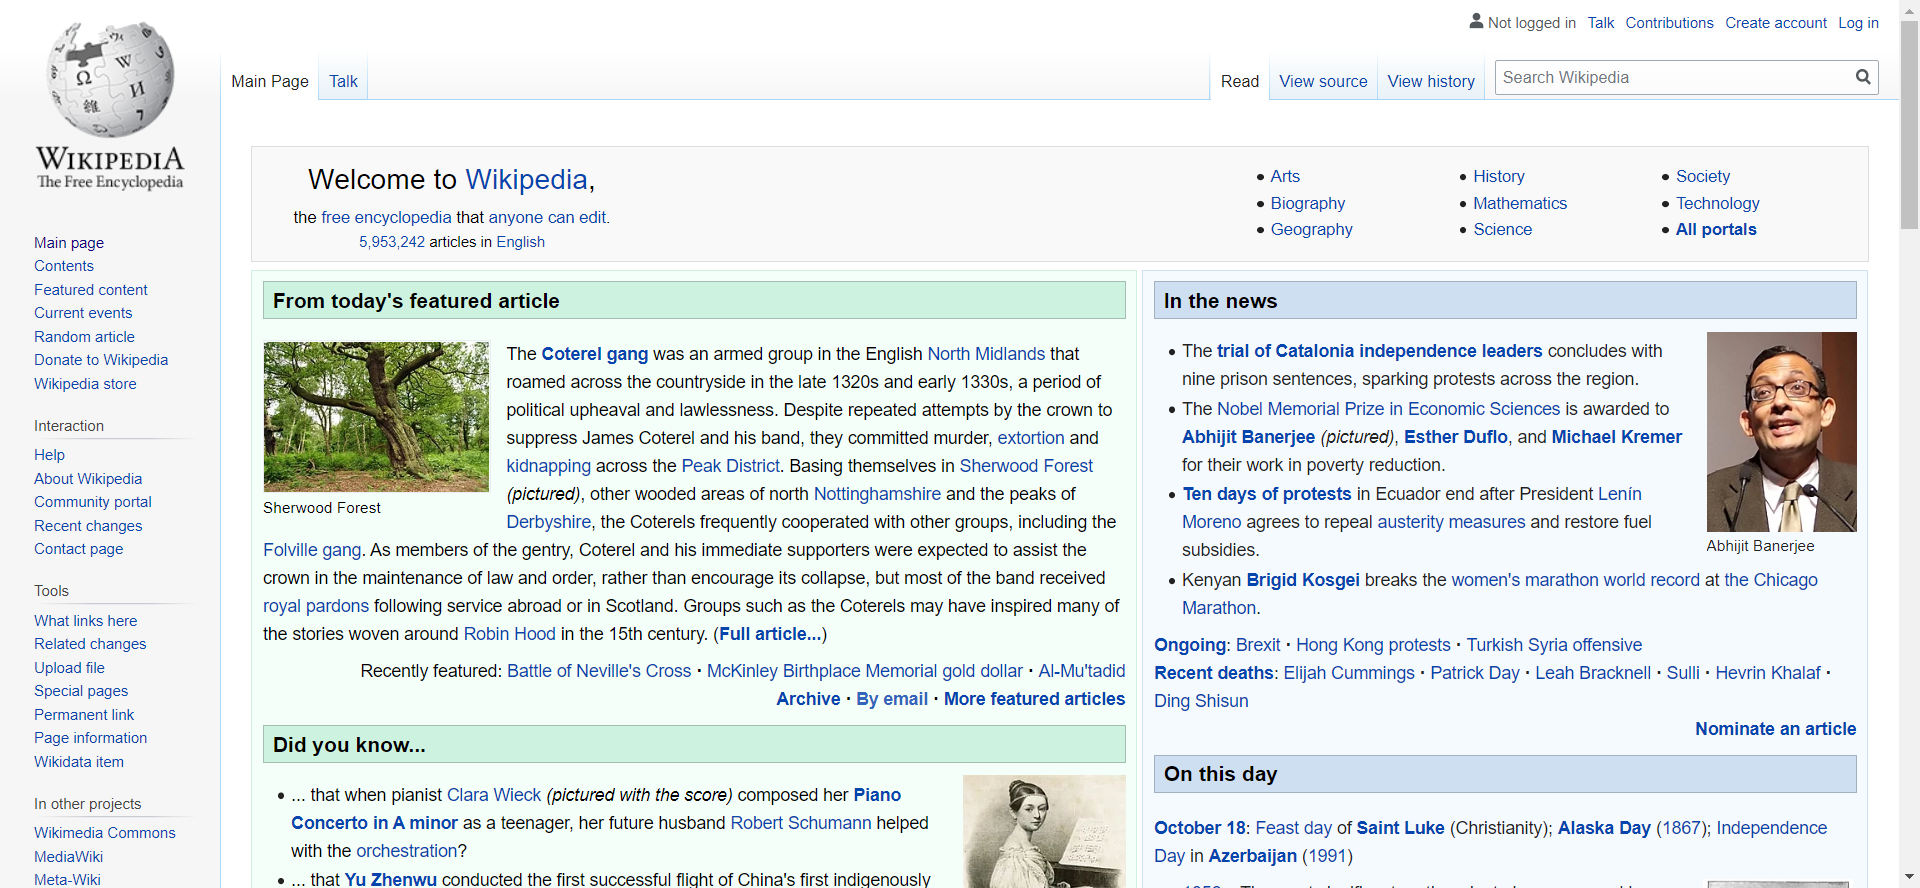 Not logged in Talk Contributions Create account Log in
Main Page Talk Read View source View history Search Wikipedia
WIKIPEDIA
The Free Encyclopedia
Main page
Contents
Featured content
Current events
Random article
Donate to Wikipedia
Wikipedia store
Interaction
Help
About Wikipedia
Community portal
Recent changes
Contact page
Tools
What links here
Related changes
Upload file
Special pages
Permanent link
Page information
Wikidata item
In other projects
Wikimedia Commons
MediaWiki
Meta-Wiki
Welcome to Wikipedia,
the free encyclopedia that anyone can edit.
5,953,242 articles in English
• Arts
• Biography
• Geography
• History
• Mathematics
• Science
• Society
• Technology
• All portals
From today's featured article
Sherwood Forest
The Coterel gang was an armed group in the English North Midlands that
roamed across the countryside in the late 1320s and early 1330s, a period of
political upheaval and lawlessness. Despite repeated attempts by the crown to
suppress James Coterel and his band, they committed murder, extortion and
kidnapping across the Peak District. Basing themselves in Sherwood Forest
(pictured), other wooded areas of north Nottinghamshire and the peaks of
Derbyshire, the Coterels frequently cooperated with other groups, including the
Folville gang. As members of the gentry, Coterel and his immediate supporters were expected to assist the
crown in the maintenance of law and order, rather than encourage its collapse, but most of the band received
royal pardons following service abroad or in Scotland. Groups such as the Coterels may have inspired many of
the stories woven around Robin Hood in the 15th century. (Full article...)
Recently featured: Battle of Neville's Cross · McKinley Birthplace Memorial gold dollar · Al-Mu'tadid
Archive · By email · More featured articles
Did you know...
• ... that when pianist Clara Wieck (pictured with the score) composed her Piano
Concerto in A minor as a teenager, her future husband Robert Schumann helped
with the orchestration?
• ... that Yu Zhenwu conducted the first successful flight of China's first indigenously
In the news
• The trial of Catalonia independence leaders concludes with
nine prison sentences, sparking protests across the region.
• The Nobel Memorial Prize in Economic Sciences is awarded to
Abhijit Banerjee (pictured), Esther Duflo, and Michael Kremer
for their work in poverty reduction.
• Ten days of protests in Ecuador end after President Lenín
Moreno agrees to repeal austerity measures and restore fuel
subsidies.
Abhijit Banerjee
• Kenyan Brigid Kosgei breaks the women's marathon world record at the Chicago
Marathon.
Ongoing: Brexit · Hong Kong protests · Turkish Syria offensive
Recent deaths: Elijah Cummings · Patrick Day · Leah Bracknell · Sulli · Hevrin Khalaf ·
Ding Shisun
Nominate an article
On this day
October 18: Feast day of Saint Luke (Christianity); Alaska Day (1867); Independence
Day in Azerbaijan (1991)